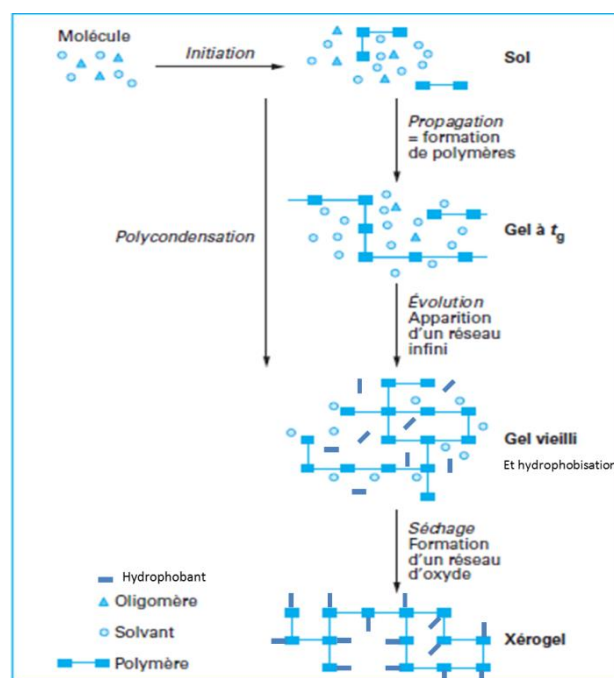 Molécule
Initiation
Sol
Propagation
= formation
de polymères
Polycondensation
Gel à tg
Évolution
Apparition
d'un réseau
infini
Gel vieilli
Et hydrophobisation
Séchage
Formation
d'un réseau
d'oxyde
Hydrophobant
Oligomère
Solvant
Polymère
Xérogel